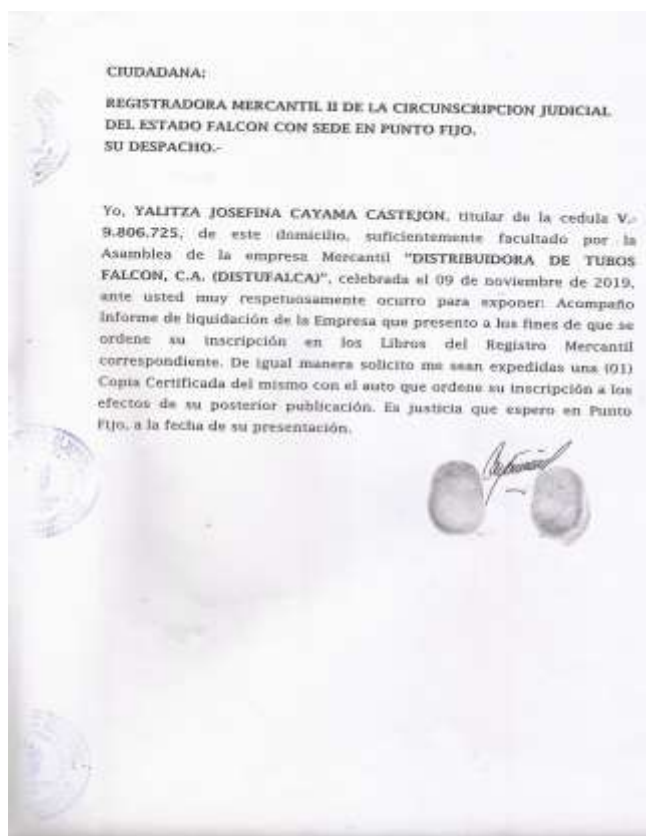 CIUDADANA:
REGISTRADORA MERCANTIL II DE LA CIRCUNSCRIPCION JUDICIAL
DEL ESTADO FALCON CON SEDE EN PUNTO FIJO.
SU DESPACHO.-
Yo, YALITZA JOSEFINA CAYAMA CASTEJON, titular de la cedula V.-
9.806.725, de este domicilio, suficientemente facultado por la
Asamblea de la empresa Mercantil "DISTRIBUIDORA DE TUBOS
FALCON, C.A. (DISTUFALCA)", celebrada el 09 de noviembre de 2019,
ante usted muy respetuosamente ocurro para exponer: Acompaño
Informe de liquidación de la Empresa que presento a los fines de que se
ordene su inscripción en los Libros del Registro Mercantil
correspondiente. De igual manera solicito me sean expedidas una (01)
Copia Certificada del mismo con el auto que ordene su inscripción a los
efectos de su posterior publicación. Es justicia que espero en Punto
Fijo, a la fecha de su presentación.